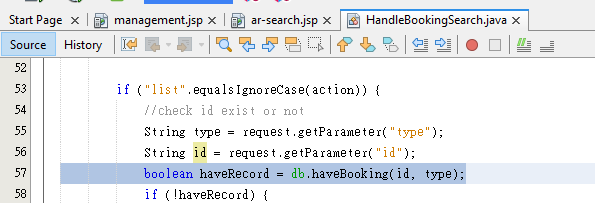 Start Page management.jsp ar-search.jsp HandleBookingSearch.java
Source History
52
53 if ("list".equalsIgnoreCase(action)) {
54 //check id exist or not
55 String type = request.getParameter("type");
56 String id = request.getParameter("id");
57 boolean haveRecord = db.haveBooking(id, type);
58 if (!haveRecord) {